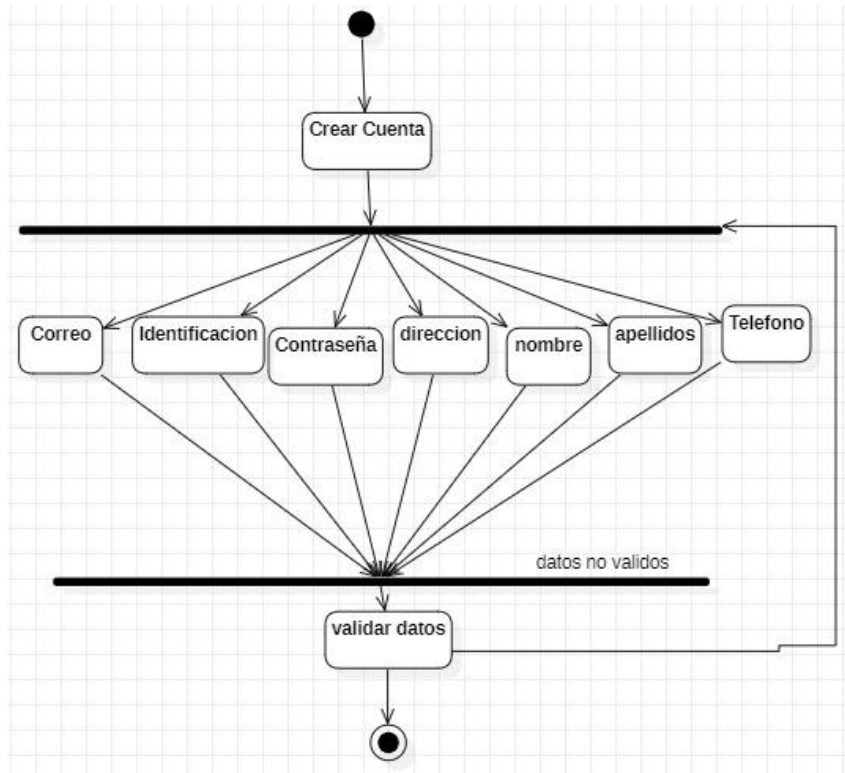 Crear Cuenta
Correo
Identificacion
Contraseña
direccion
nombre
apellidos
Telefono
datos no validos
validar datos